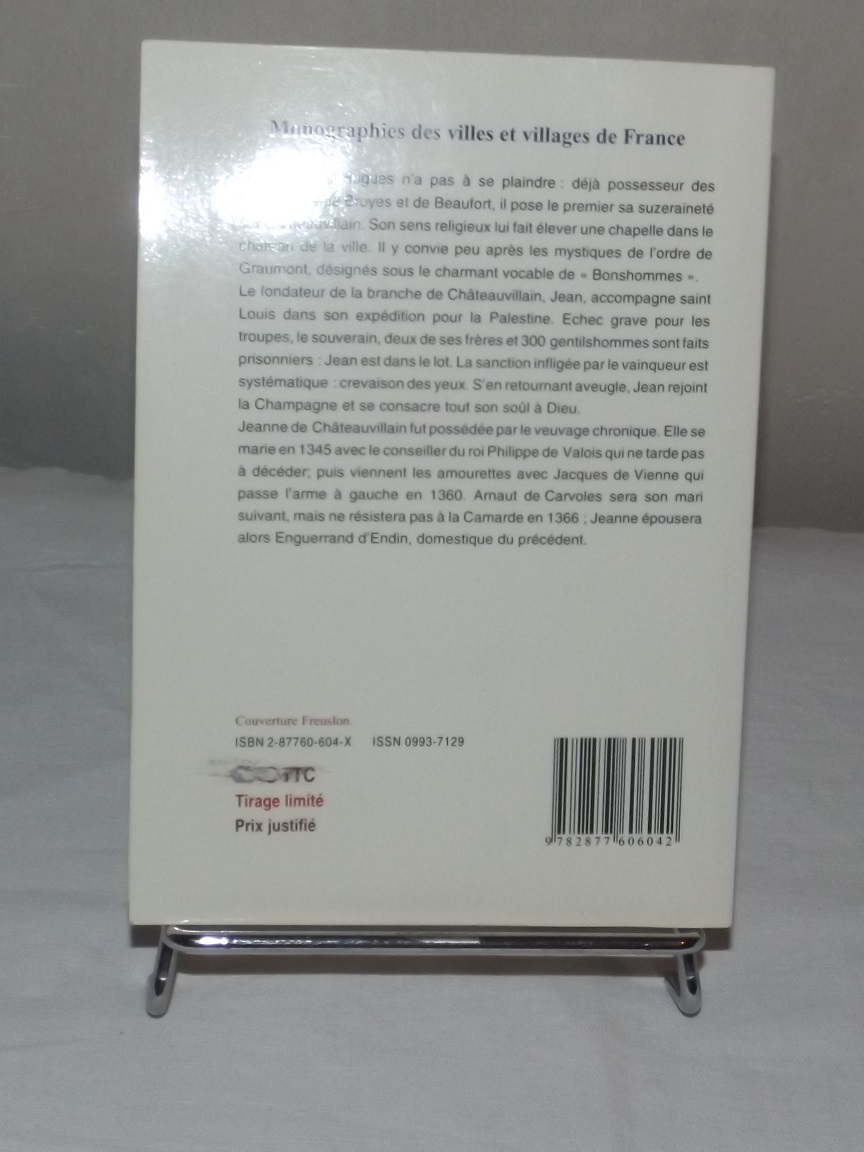 Monographies des villes et villages de France
n'a pas à se plaindre : déjà possesseur des
Broyes et de Beaufort, il pose le premier sa suzeraineté
Son sens religieux lui fait élever une chapelle dans le
de la ville. Il y convie peu après les mystiques de l'ordre de
Graumont, désignés sous le charmant vocable de « Bonshommes ».
Le fondateur de la branche de Châteauvillain, Jean, accompagne saint
Louis dans son expédition pour la Palestine. Echec grave pour les
troupes, le souverain, deux de ses frères et 300 gentilshommes sont faits
prisonniers : Jean est dans le lot. La sanction infligée par le vainqueur est
systématique : crevaison des yeux. S'en retournant aveugle, Jean rejoint
la Champagne et se consacre tout son soûl à Dieu.
Jeanne de Châteauvillain fut possédée par le veuvage chronique. Elle se
marie en 1345 avec le conseiller du roi Philippe de Valois qui ne tarde pas
à décéder; puis viennent les amourettes avec Jacques de Vienne qui
passe l'arme à gauche en 1360. Arnaut de Carvoles sera son mari
suivant, mais ne résistera pas à la Camarde en 1366 ; Jeanne épousera
alors Enguerrand d'Endin, domestique du précédent.
Couverture Freuslon
ISBN 2-87760-604-X ISSN 0993-7129
TTC
Tirage limité
Prix justifié
9 782877 606042